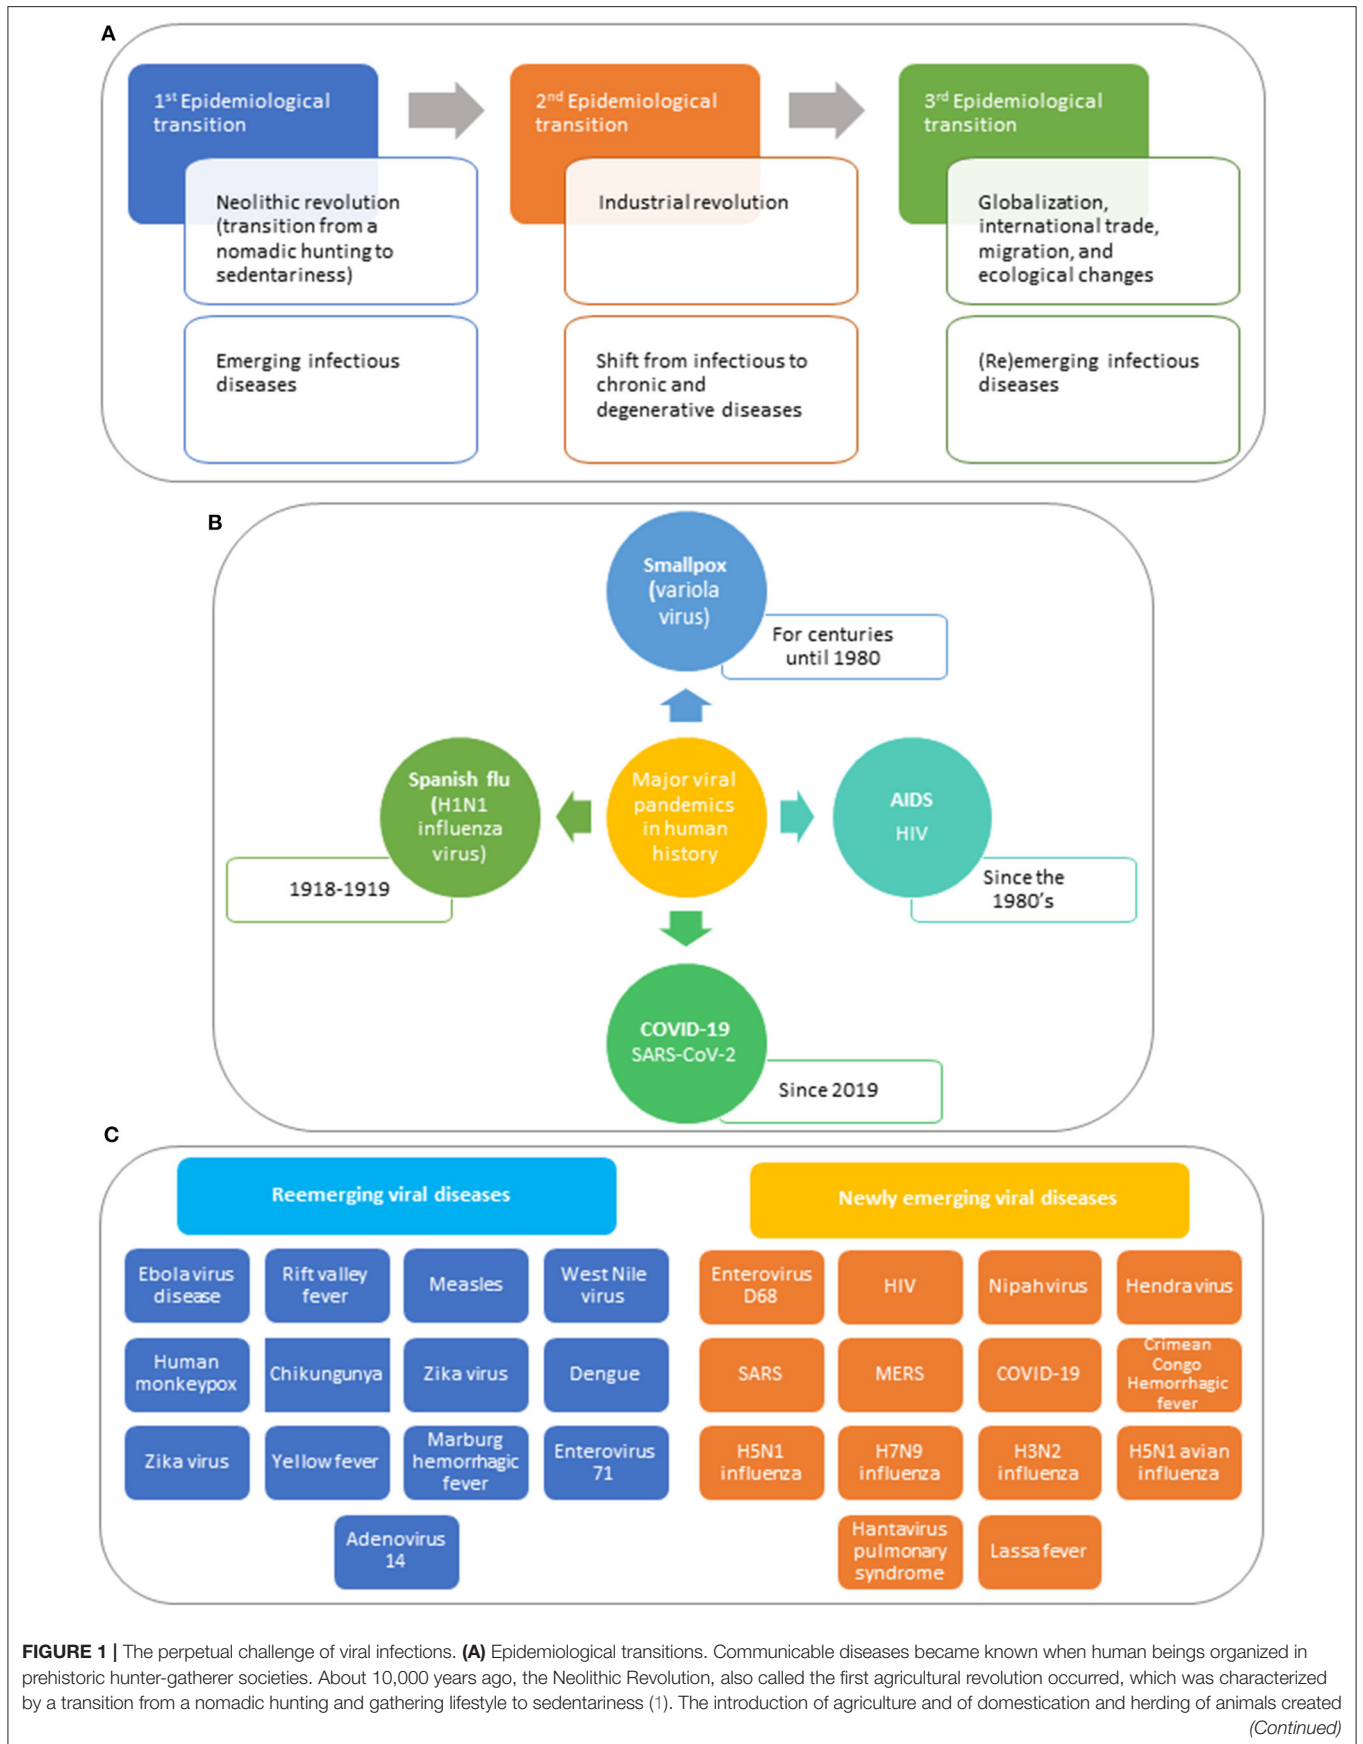 A
1st Epidemiological
transition
2nd Epidemiological
transition
3rd Epidemiological
transition
Neolithic revolution
(transition from a
nomadic hunting to
sedentariness)
Industrial revolution
Globalization,
international trade,
migration, and
ecological changes
Emerging infectious
diseases
Shift from infectious to
chronic and
degenerative diseases
(Re)emerging infectious
diseases
B
Smallpox
(variola
virus)
For centuries
until 1980
Spanish flu
(H1N1
influenza
virus)
1918-1919
Major viral
pandemics
in human
history
AIDS
HIV
Since the
1980's
COVID-19
SARS-CoV-2
Since 2019
C
Reemerging viral diseases
Newly emerging viral diseases
Ebola virus
disease
Rift valley
fever
Measles
West Nile
virus
Enterovirus
D68
HIV
Nipah virus
Hendra virus
Human
monkeypox
Chikungunya
Zika virus
Dengue
SARS
MERS
COVID-19
Crimean
Congo
Hemorrhagic
fever
Zika virus
Yellow fever
Marburg
hemorrhagic
fever
Enterovirus
71
H5N1
influenza
H7N9
influenza
H3N2
influenza
H5N1 avian
influenza
Adenovirus
14
Hantavirus
pulmonary
syndrome
Lassa fever
FIGURE 1 | The perpetual challenge of viral infections. (A) Epidemiological transitions. Communicable diseases became known when human beings organized in
prehistoric hunter-gatherer societies. About 10,000 years ago, the Neolithic Revolution, also called the first agricultural revolution occurred, which was characterized
by a transition from a nomadic hunting and gathering lifestyle to sedentariness (1). The introduction of agriculture and of domestication and herding of animals created
(Continued)